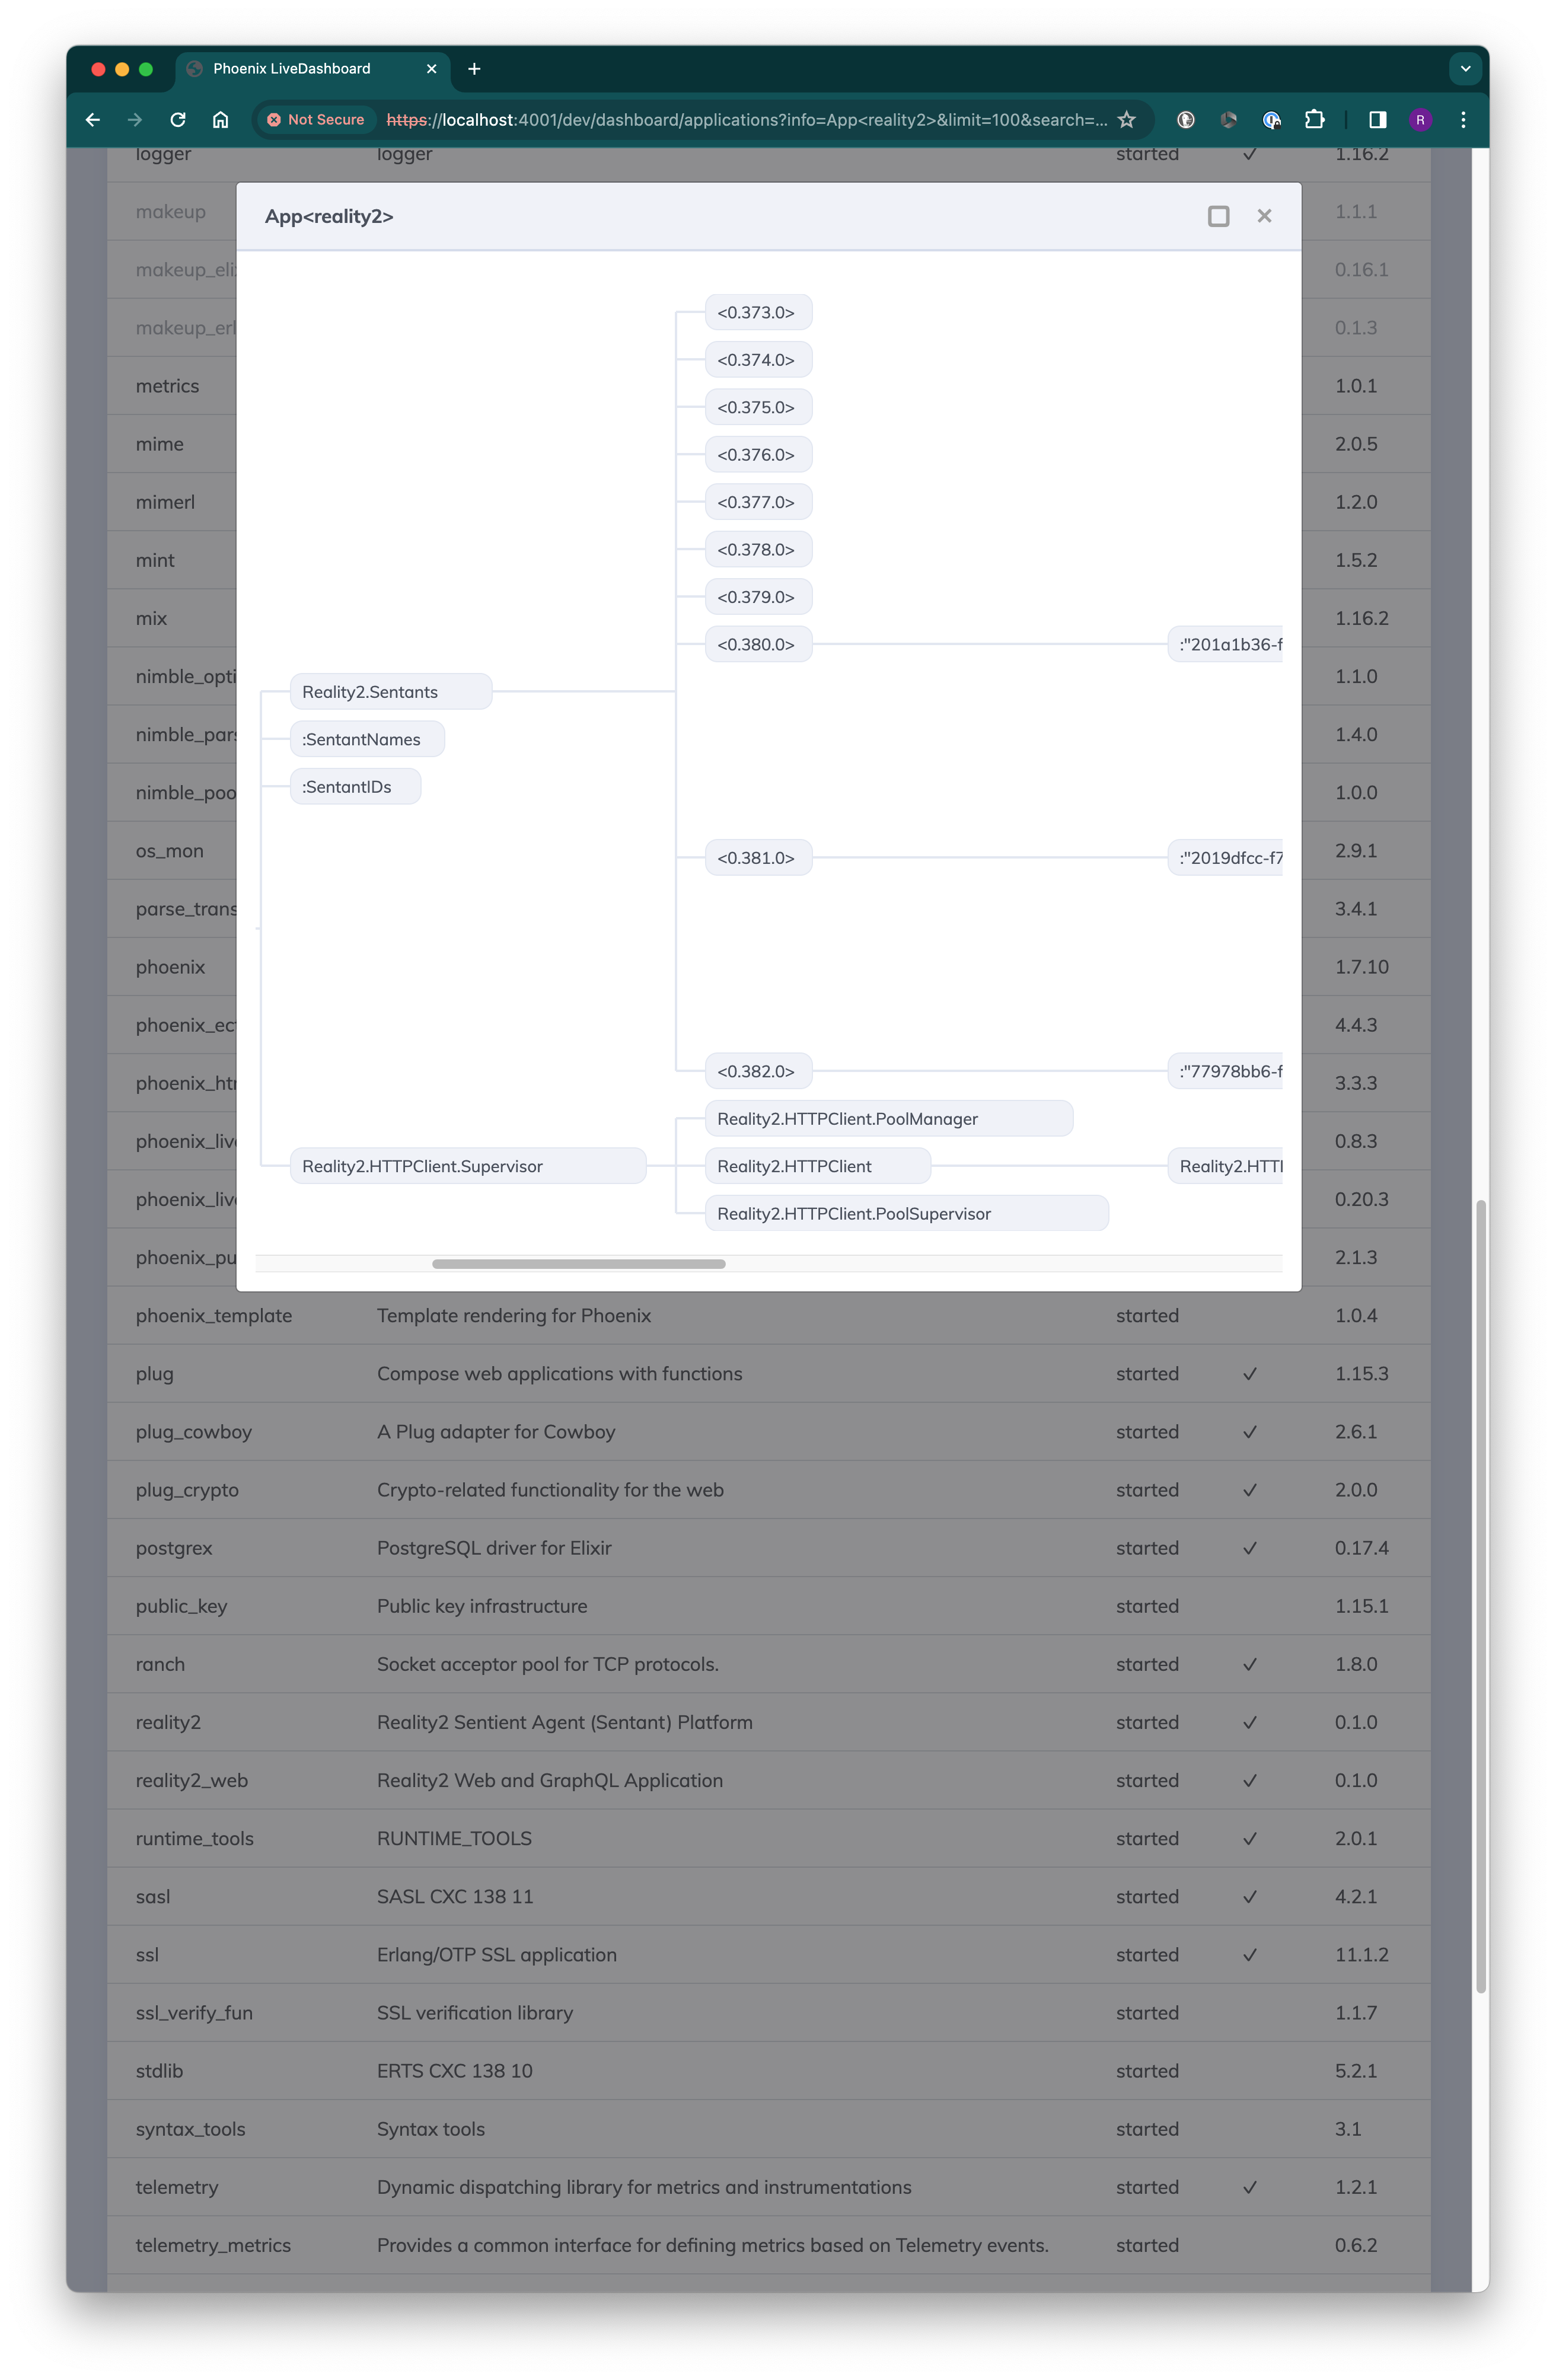 Phoenix LiveDashboard
Not Secure https://localhost:4001/dev/dashboard/applications?info=App<reality2>&limit=100&search=... R
logger logger started ✓ 1.16.2
App<reality2>
makeup 1.1.1
makeup_eli 0.16.1
makeup_erl 0.1.3
metrics 1.0.1
mime 2.0.5
mimerl 1.2.0
mint 1.5.2
mix 1.16.2
nimble_opti 1.1.0
nimble_pars 1.4.0
nimble_poo 1.0.0
os_mon 2.9.1
parse_trans 3.4.1
phoenix 1.7.10
phoenix_ect 4.4.3
phoenix_htm 3.3.3
phoenix_live 0.8.3
phoenix_live 0.20.3
phoenix_pu 2.1.3
<0.373.0>
<0.374.0>
<0.375.0>
<0.376.0>
<0.377.0>
<0.378.0>
<0.379.0>
<0.380.0> :"201a1b36-f
Reality2.Sentants
:SentantNames
:SentantIDs
<0.381.0> :"2019dfcc-f7
<0.382.0> :"77978bb6-f
Reality2.HTTPClient.PoolManager
Reality2.HTTPClient.Supervisor Reality2.HTTPClient Reality2.HTTI
Reality2.HTTPClient.PoolSupervisor
phoenix_template Template rendering for Phoenix started 1.0.4
plug Compose web applications with functions started ✓ 1.15.3
plug_cowboy A Plug adapter for Cowboy started ✓ 2.6.1
plug_crypto Crypto-related functionality for the web started ✓ 2.0.0
postgrex PostgreSQL driver for Elixir started ✓ 0.17.4
public_key Public key infrastructure started 1.15.1
ranch Socket acceptor pool for TCP protocols. started ✓ 1.8.0
reality2 Reality2 Sentient Agent (Sentant) Platform started ✓ 0.1.0
reality2_web Reality2 Web and GraphQL Application started ✓ 0.1.0
runtime_tools RUNTIME_TOOLS started ✓ 2.0.1
sasl SASL CXC 138 11 started ✓ 4.2.1
ssl Erlang/OTP SSL application started ✓ 11.1.2
ssl_verify_fun SSL verification library started 1.1.7
stdlib ERTS CXC 138 10 started 5.2.1
syntax_tools Syntax tools started 3.1
telemetry Dynamic dispatching library for metrics and instrumentations started ✓ 1.2.1
telemetry_metrics Provides a common interface for defining metrics based on Telemetry events. started 0.6.2